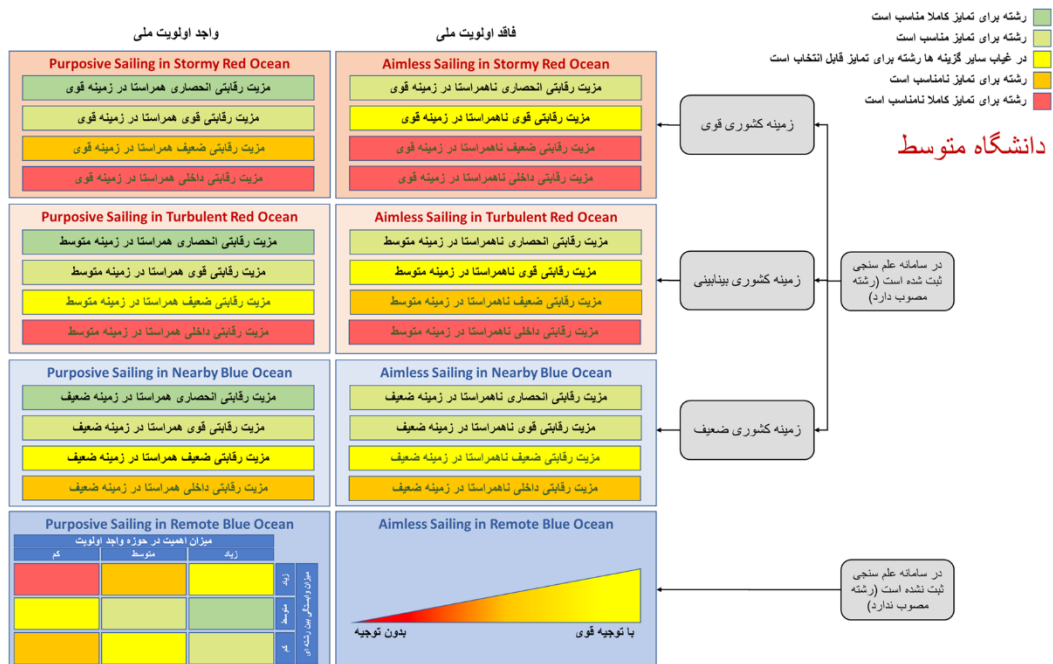 رشته برای تمایز کاملا مناسب است
رشته برای تمایز مناسب است
در غیاب سایر گزینه ها رشته برای تمایز قابل انتخاب است
رشته برای تمایز نامناسب است
رشته برای تمایز کاملا نامناسب است
دانشگاه متوسط
فاقد اولویت ملی
واجد اولویت ملی
زمینه کشوری قوی
Aimless Sailing in Stormy Red Ocean
مزیت رقابتی انحصاری ناهمراستا در زمینه قوی
مزیت رقابتی قوی ناهمراستا در زمینه قوی
مزیت رقابتی ضعیف ناهمراستا در زمینه قوی
مزیت رقابتی داخلی ناهمراستا در زمینه قوی
Purposive Sailing in Stormy Red Ocean
مزیت رقابتی انحصاری همراستا در زمینه قوی
مزیت رقابتی قوی همراستا در زمینه قوی
مزیت رقابتی ضعیف همراستا در زمینه قوی
مزیت رقابتی داخلی همراستا در زمینه قوی
در سامانه علم سنجی
ثبت شده است (رشته
مصوب دارد)
زمینه کشوری بینابینی
Aimless Sailing in Turbulent Red Ocean
مزیت رقابتی انحصاری ناهمراستا در زمینه متوسط
مزیت رقابتی قوی ناهمراستا در زمینه متوسط
مزیت رقابتی ضعیف ناهمراستا در زمینه متوسط
مزیت رقابتی داخلی ناهمراستا در زمینه متوسط
Purposive Sailing in Turbulent Red Ocean
مزیت رقابتی انحصاری همراستا در زمینه متوسط
مزیت رقابتی قوی همراستا در زمینه متوسط
مزیت رقابتی ضعیف همراستا در زمینه متوسط
مزیت رقابتی داخلی همراستا در زمینه متوسط
زمینه کشوری ضعیف
Aimless Sailing in Nearby Blue Ocean
مزیت رقابتی انحصاری ناهمراستا در زمینه ضعیف
مزیت رقابتی قوی ناهمراستا در زمینه ضعیف
مزیت رقابتی ضعیف ناهمراستا در زمینه ضعیف
مزیت رقابتی داخلی ناهمراستا در زمینه ضعیف
Purposive Sailing in Nearby Blue Ocean
مزیت رقابتی انحصاری همراستا در زمینه ضعیف
مزیت رقابتی قوی همراستا در زمینه ضعیف
مزیت رقابتی ضعیف همراستا در زمینه ضعیف
مزیت رقابتی داخلی همراستا در زمینه ضعیف
در سامانه علم سنجی
ثبت نشده است (رشته
مصوب ندارد)
Aimless Sailing in Remote Blue Ocean
با توجیه قوی
بدون توجیه
Purposive Sailing in Remote Blue Ocean
میزان اهمیت در حوزه واجد اولویت
زیاد
متوسط
کم
میزان وابستگی بین رشته ای
زیاد
متوسط
کم